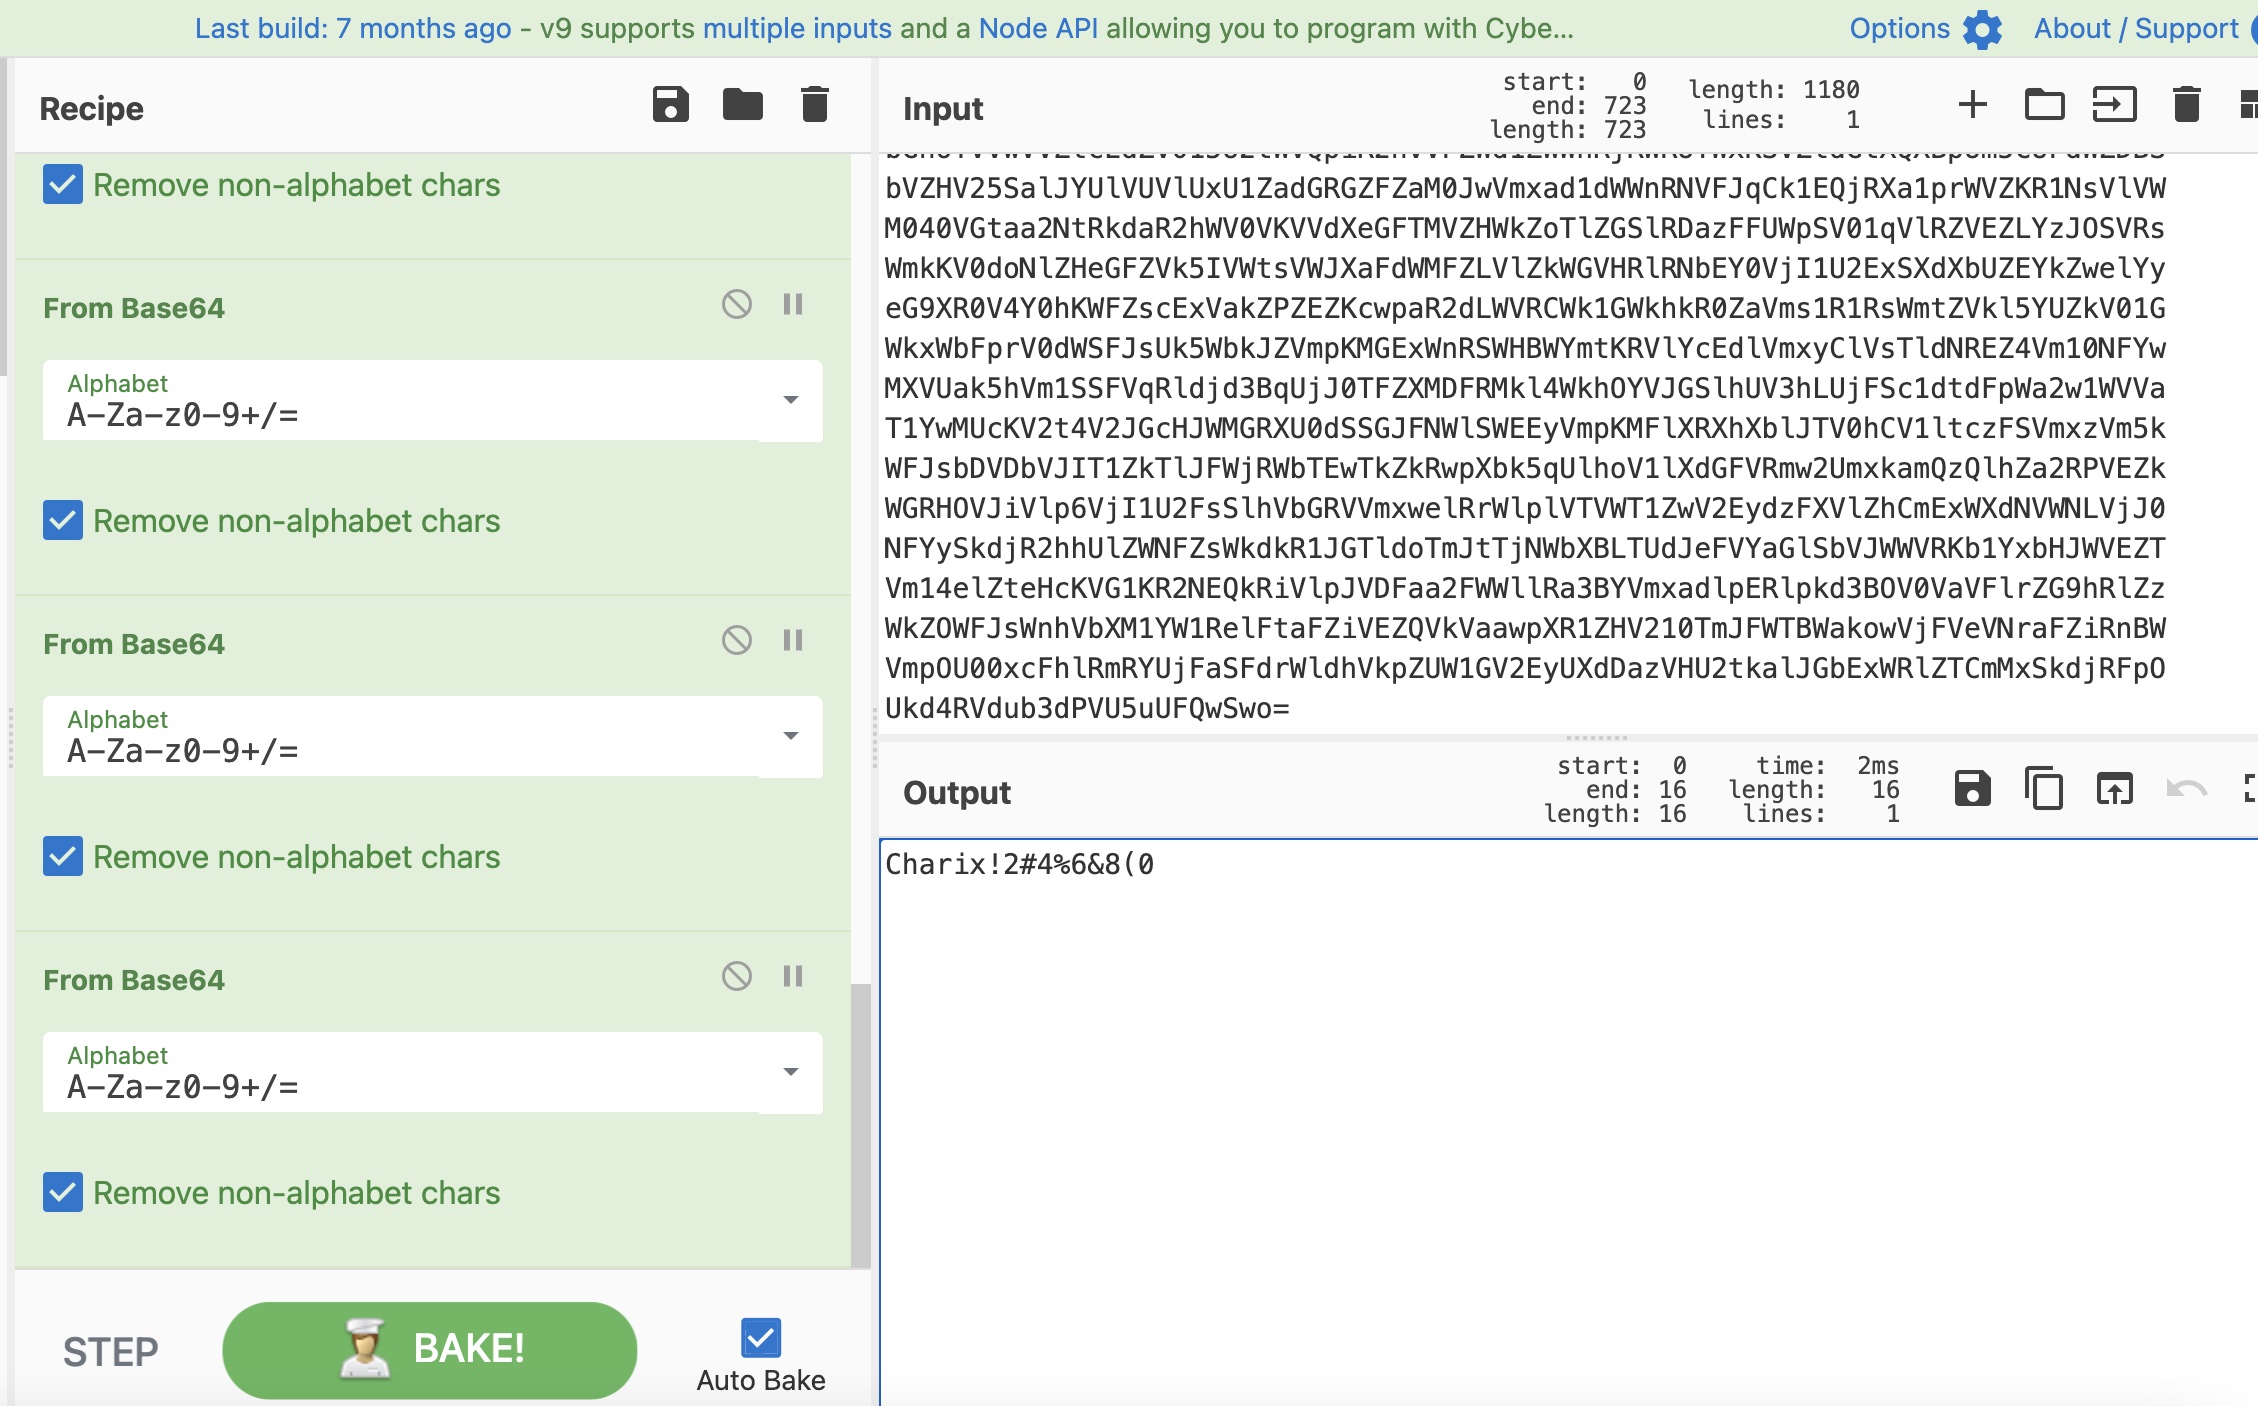 Last build: 7 months ago - v9 supports multiple inputs and a Node API allowing you to program with Cybe...
Options
About / Support
Recipe
Remove non-alphabet chars
From Base64
Alphabet
A-Za-z0-9+/=
Remove non-alphabet chars
From Base64
Alphabet
A-Za-z0-9+/=
Remove non-alphabet chars
From Base64
Alphabet
A-Za-z0-9+/=
Remove non-alphabet chars
STEP
BAKE!
Auto Bake
Input
start: 0
end: 723
length: 723
length: 1180
lines: 1
bVZHV25SalJYUlVUVlUxU1ZadGRGZFZaM0JwVmxad1dWWnRNVFJqCk1EQjRXa1prWVZKR1NsVlVW
M040VGtaa2NtRkdaR2hWV0VKVVdXeGFTMVZHWkZoTlZGSlRDazFFUWpSV01qVlRZVEZLYzJOSVRs
WmkKV0doNlZHeGFZVk5IVWtsVWJXaFdWMFZLVlZkWGVHRlRNbEY0VjI1U2ExSXdXbUZEYkZwelYy
eG9XR0V4Y0hKWFZscExVakZPZEZKcwpaR2dLWVRCWk1GWkhkR0ZaVms1R1RsWmtZVkl5YUZkV01G
WkxWbFprV0dWSFJsUk5WbkJZVmpKMGExWnRSWHBWYmtKRVlYcEdlVmxyClVsTldNREZ4Vm10NFYw
MXVUak5hVm1SSFVqRldjd3BqUjJ0TFZXMDFRMkl4WkhOYVJGSlhUV3hLUjFSc1dtdFpWa2w1WVVa
T1YwMUcKV2t4V2JGcHJWMGRXU0dSSGJFNWlSWEEyVmpKMFlXRXhXblJTV0hCV1ltczFSVmxzVm5k
WFJsbDVDbVJIT1ZkTlJFWjRWbTEwTkZkRwpXbk5qUlhoV1lXdGFVRmw2UmxkamQzQlhZa2RPVEZk
WGRHOVJiVlp6VjI1U2FsSlhVbGRVVmxwelRrWlplVTVWT1ZwV2EydzFXVlZhCmExWXdNVWNLVjJ0
NFYySkdjR2hhUlZWNFZsWkdkR1JGTldoTmJtTjNWbXBLTUdJeFVYaGlSbVJWWVRKb1YxbHJWVEZT
Vm14elZteHcKVG1KR2NEQkRiVlpJVDFaa2FWWllRa3BYVmxadlpERlpkd3BOV0VaVFlrZG9hRlZz
WkZOWFJsWnhVbXM1YW1RelFtaFZiVEZQVkVaawpXR1ZHV210TmJFWTBWakowVjFVeVNraFZiRnBW
VmpOU00xcFhlRmRYUjFaSFdrWldhVkpZUW1GV2EyUXdDazVHU2tkalJGbExWRlZTCmMxSkdjRFpO
Ukd4RVdub3dPVU5uUFQwSwo=
Output
start: 0
end: 16
length: 16
time: 2ms
length: 16
lines: 1
Charix!2#4%6&8(0